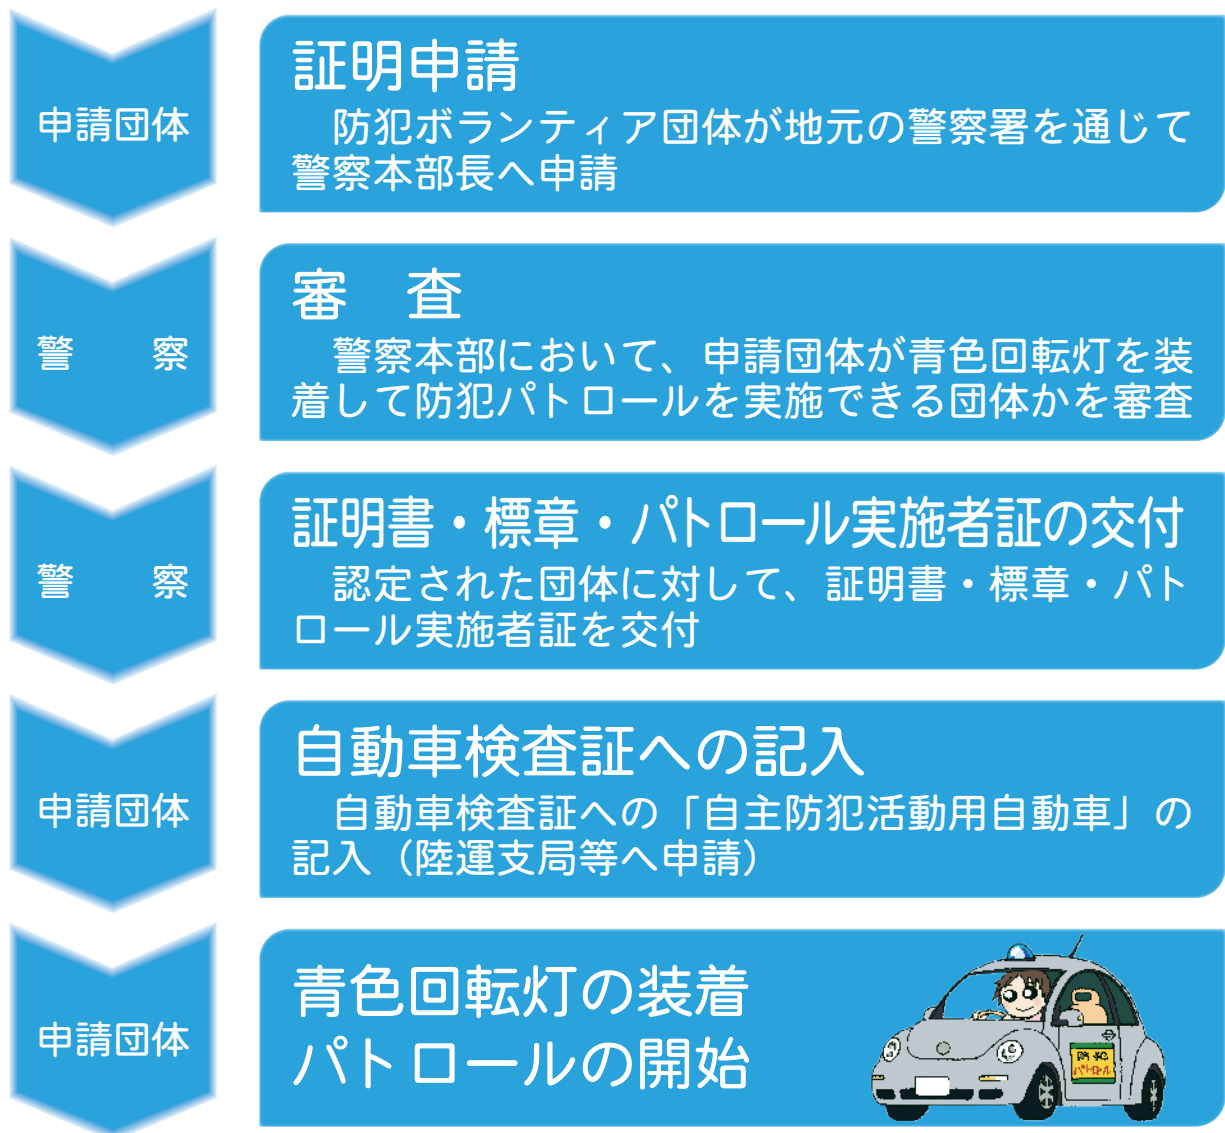 申請団体
証明申請
　防犯ボランティア団体が地元の警察署を通じて
警察本部長へ申請
警　　察
審　査
　警察本部において、申請団体が青色回転灯を装
着して防犯パトロールを実施できる団体かを審査
警　　察
証明書・標章・パトロール実施者証の交付
　認定された団体に対して、証明書・標章・パト
ロール実施者証を交付
申請団体
自動車検査証への記入
　自動車検査証への「自主防犯活動用自動車」の
記入（陸運支局等へ申請）
申請団体
青色回転灯の装着
パトロールの開始
防犯
パトロール